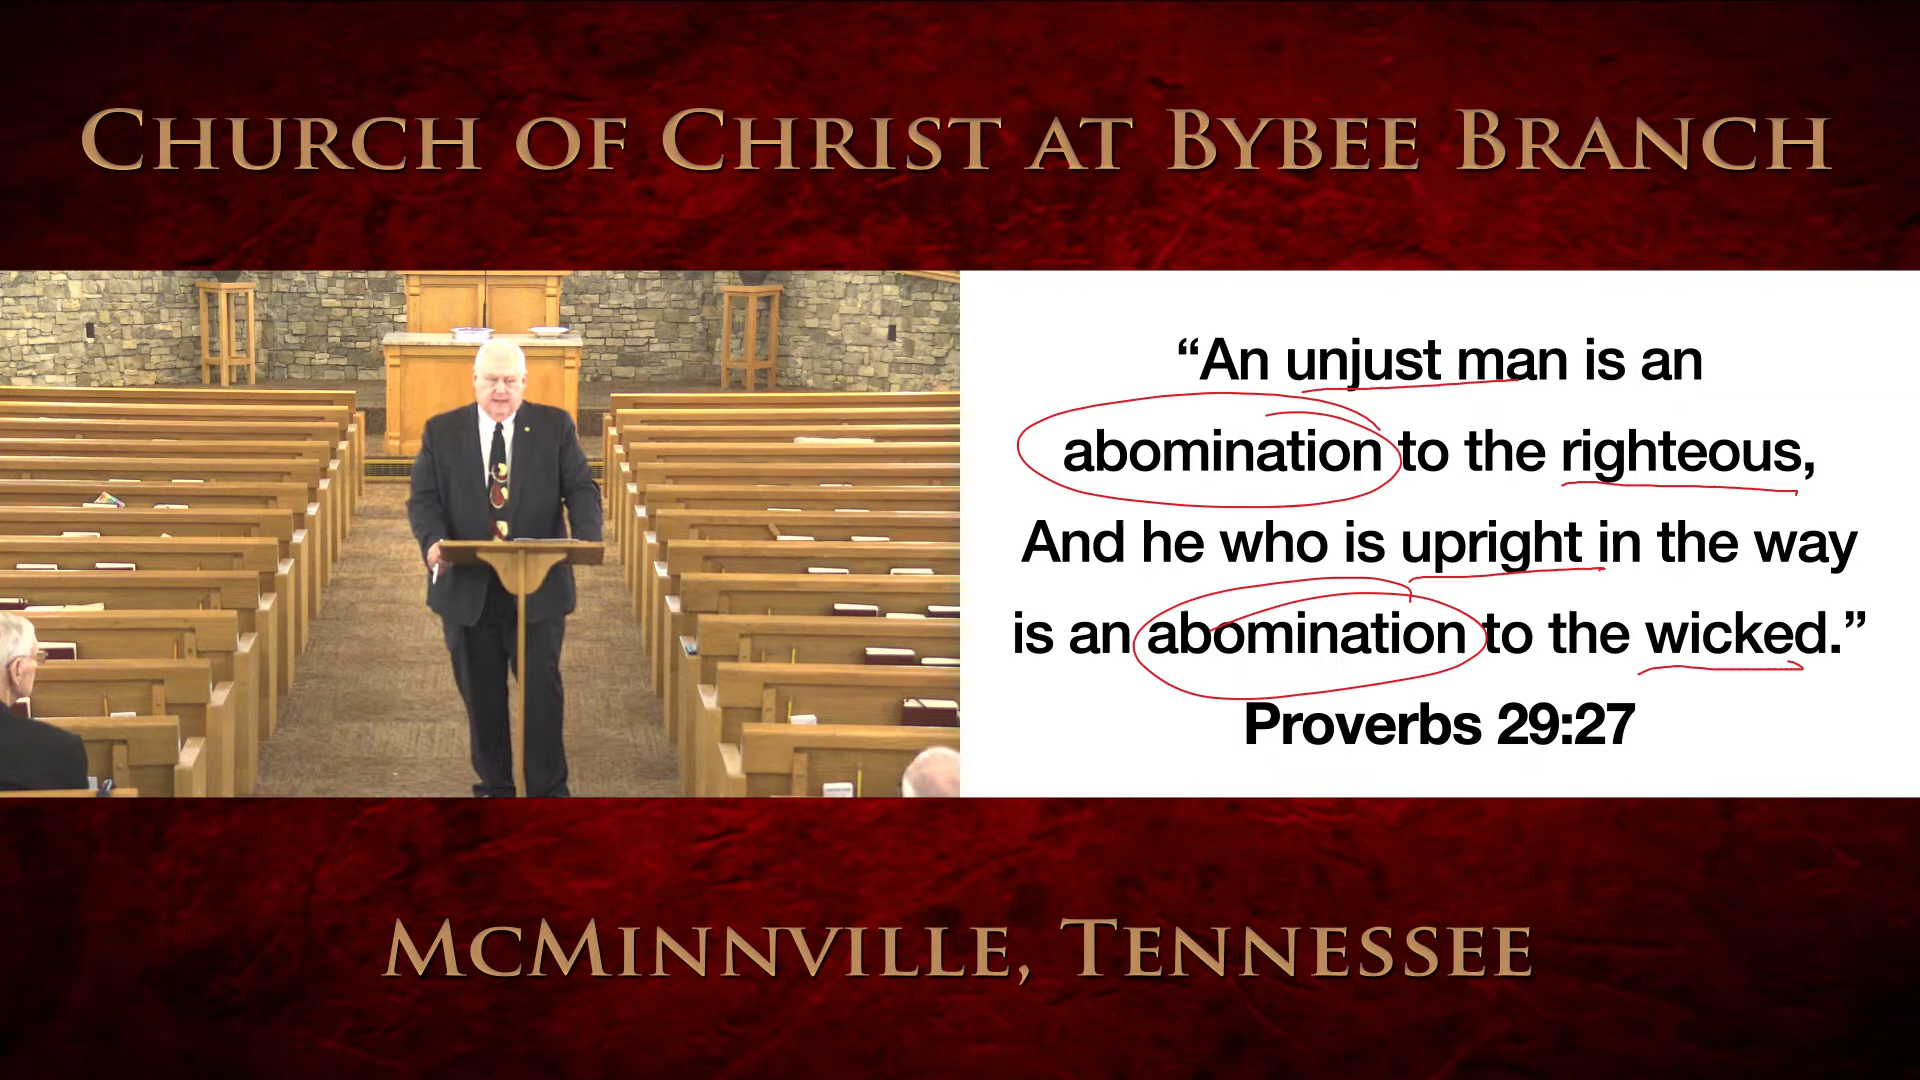 Church of Christ at Bybee Branch
“An unjust man is an
abomination to the righteous,
And he who is upright in the way
is an abomination to the wicked.”
Proverbs 29:27
McMinnville, Tennessee